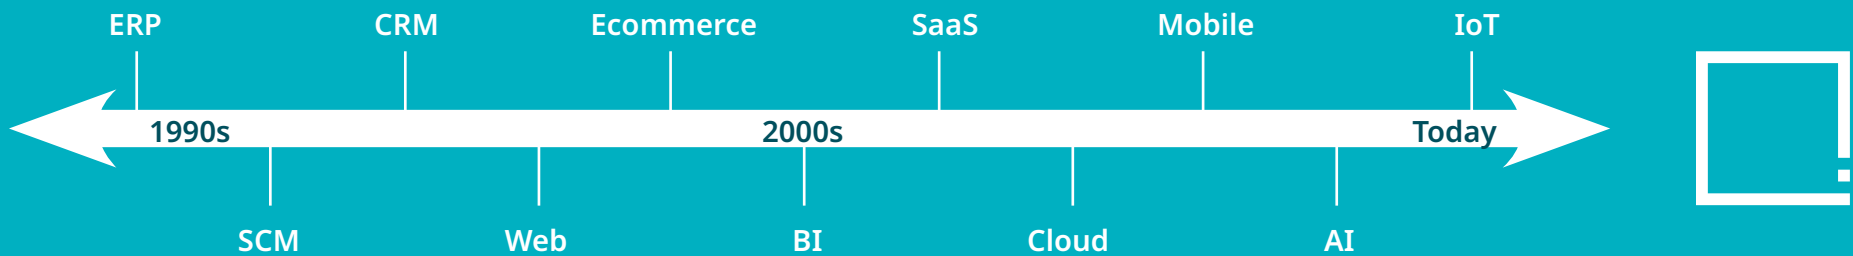 ERP CRM Ecommerce SaaS Mobile IoT
1990s 2000s Today
SCM Web BI Cloud AI